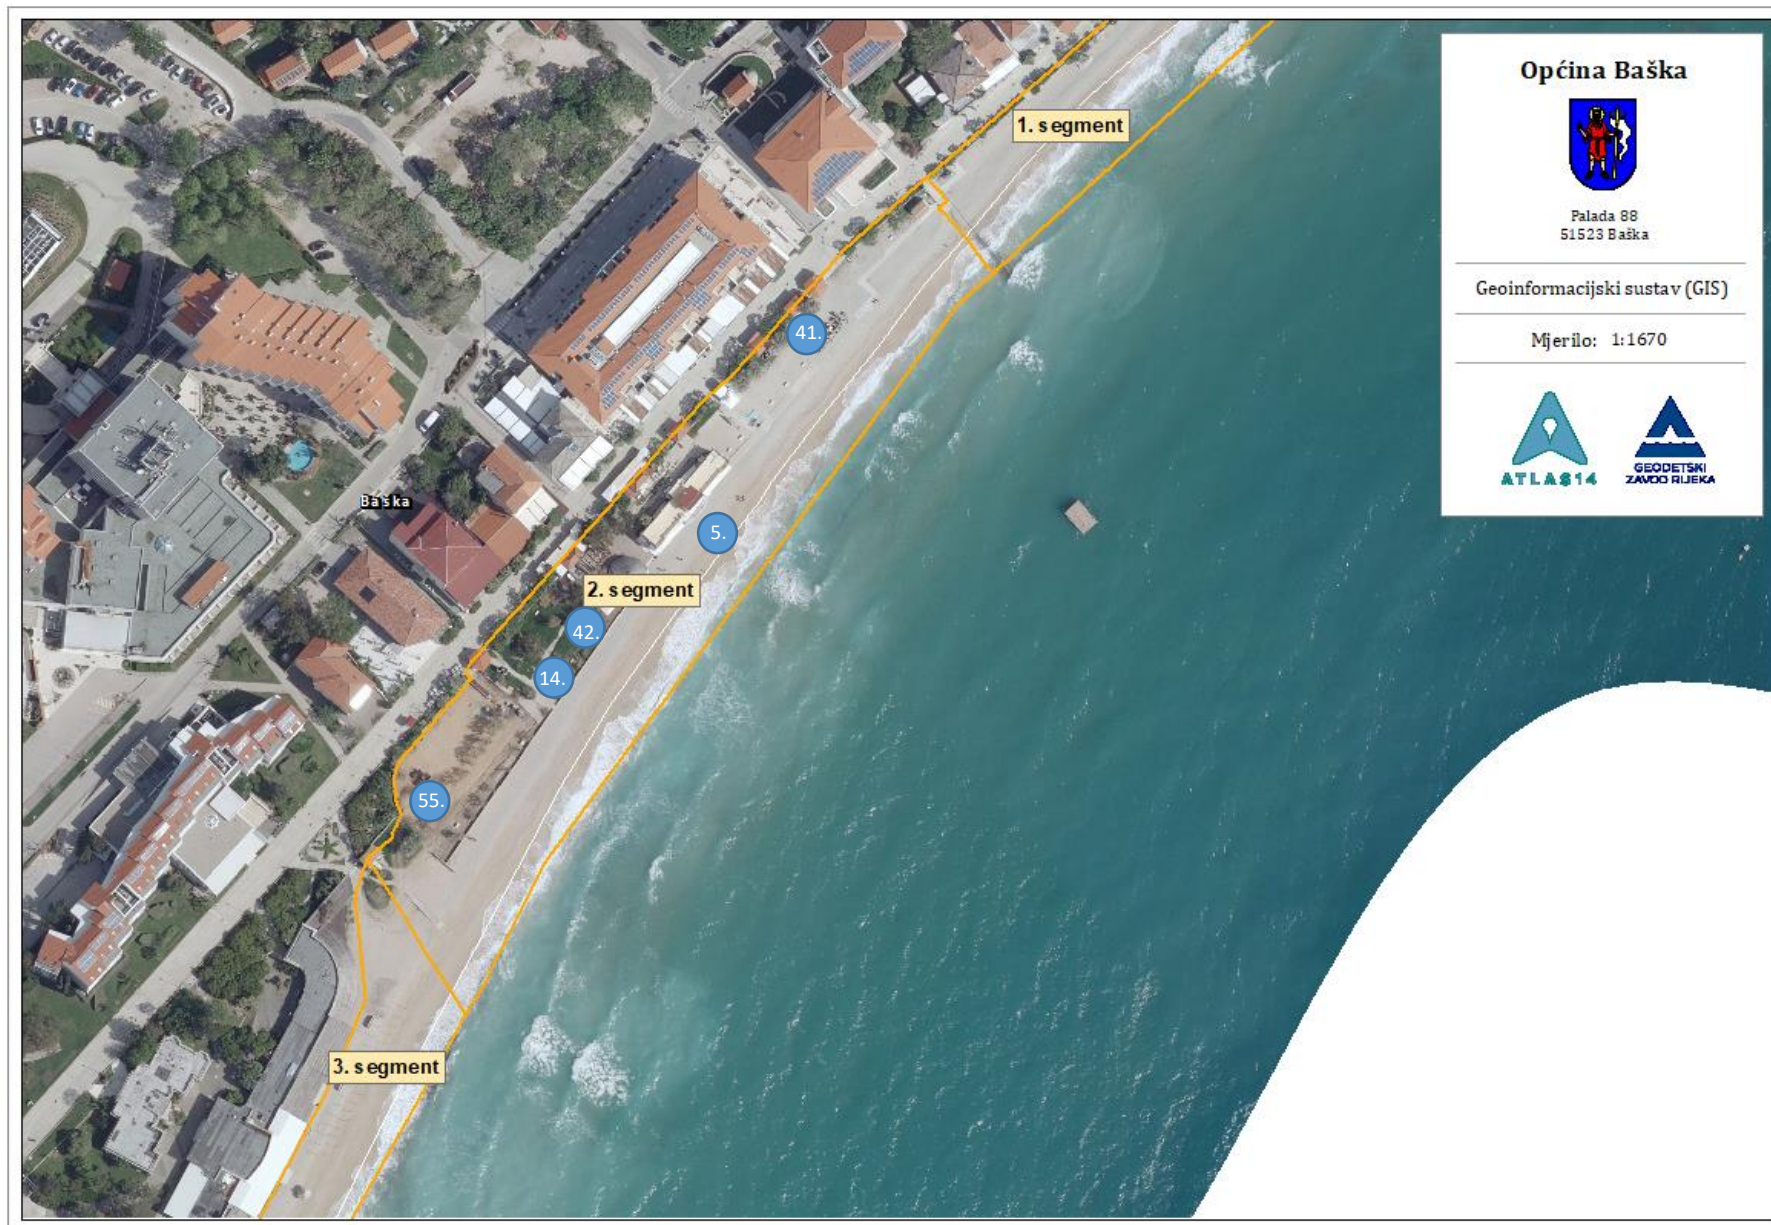 1. segment
41.
5.
2. segment
42.
14.
55.
3. segment
Baška
Općina Baška
Palada 88
51523 Baška
Geoinformacijski sustav (GIS)
Mjerilo: 1:1670
ATLAS14
GEODETSKI
ZAVOD RIJEKA